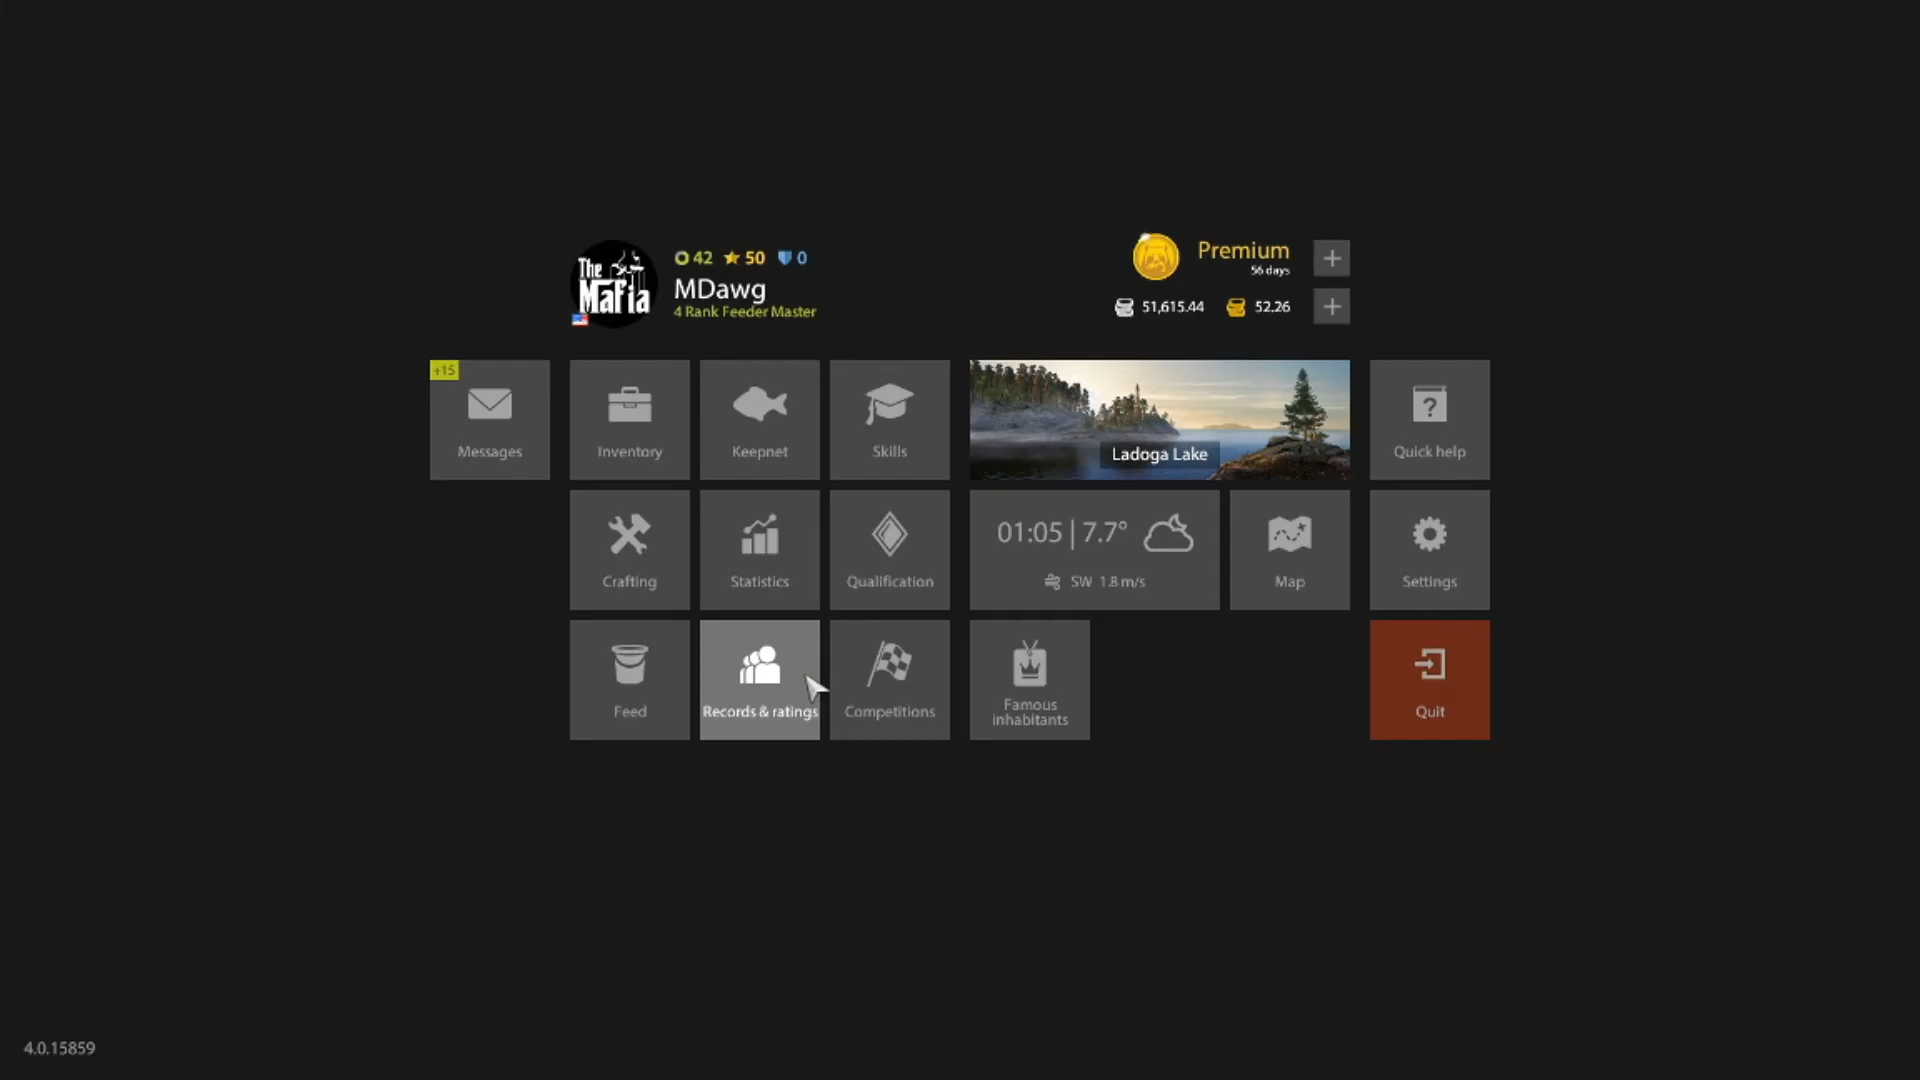 The
Mafia
42 50 0
MDawg
4 Rank Feeder Master
Premium
56 days
51,615.44 52.26
+15
Messages
Inventory
Keepnet
Skills
Ladoga Lake
Quick help
Crafting
Statistics
Qualification
01:05 | 7.7°
SW 1.8 m/s
Map
Settings
Feed
Records & ratings
Competitions
Famous
inhabitants
Quit
4.0.15859